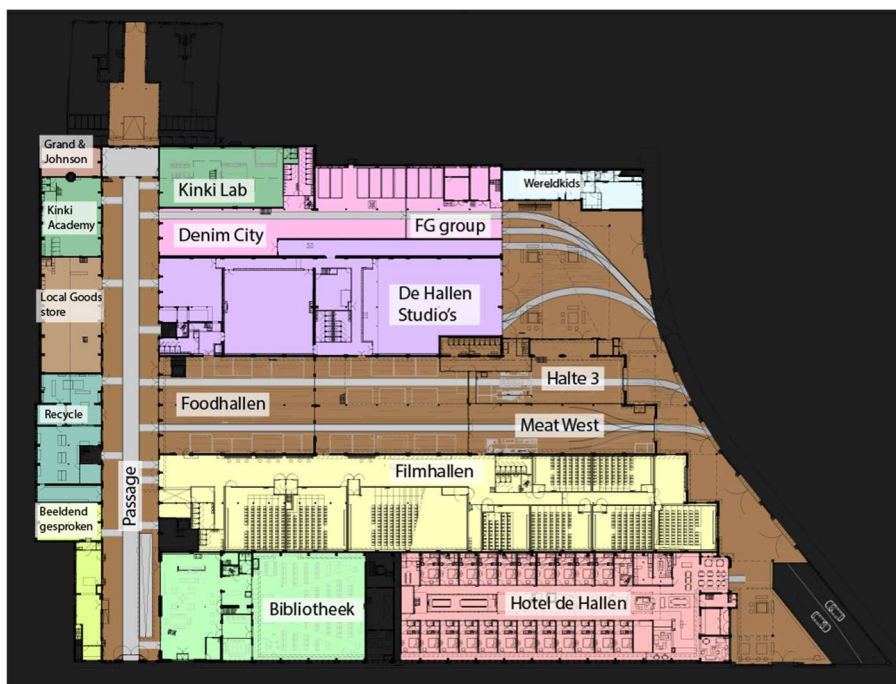 Grand &
Johnson
Kinki Lab
Wereldkids
Kinki
Academy
Denim City
FG group
Local Goods
store
De Hallen
Studio's
Halte 3
Foodhallen
Recycle
Meat West
Filmhallen
Passage
Beeldend
gesproken
Bibliotheek
Hotel de Hallen